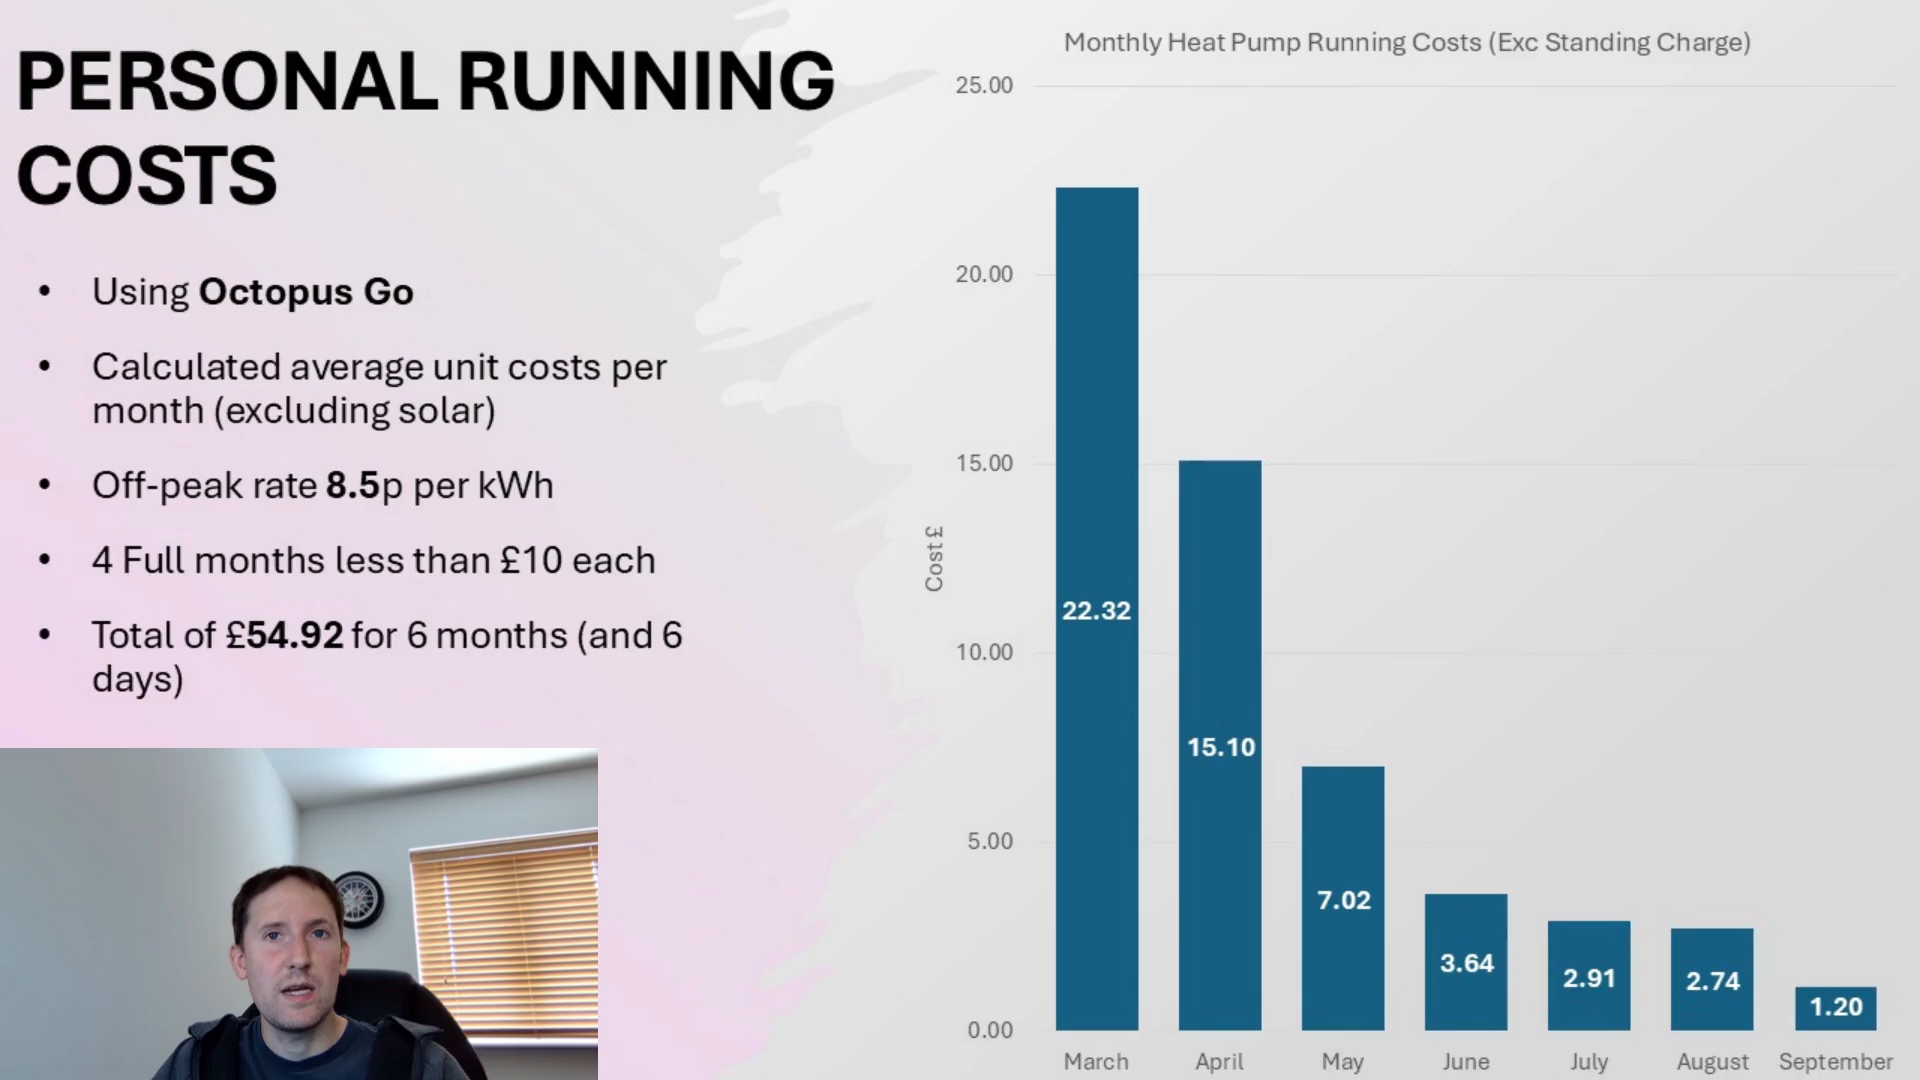 PERSONAL RUNNING
COSTS
• Using Octopus Go
• Calculated average unit costs per
month (excluding solar)
• Off-peak rate 8.5p per kWh
• 4 Full months less than £10 each
• Total of £54.92 for 6 months (and 6
days)
Monthly Heat Pump Running Costs (Exc Standing Charge)
Cost £
25.00
20.00
15.00
10.00
5.00
0.00
22.32
15.10
7.02
3.64
2.91
2.74
1.20
March April May June July August September